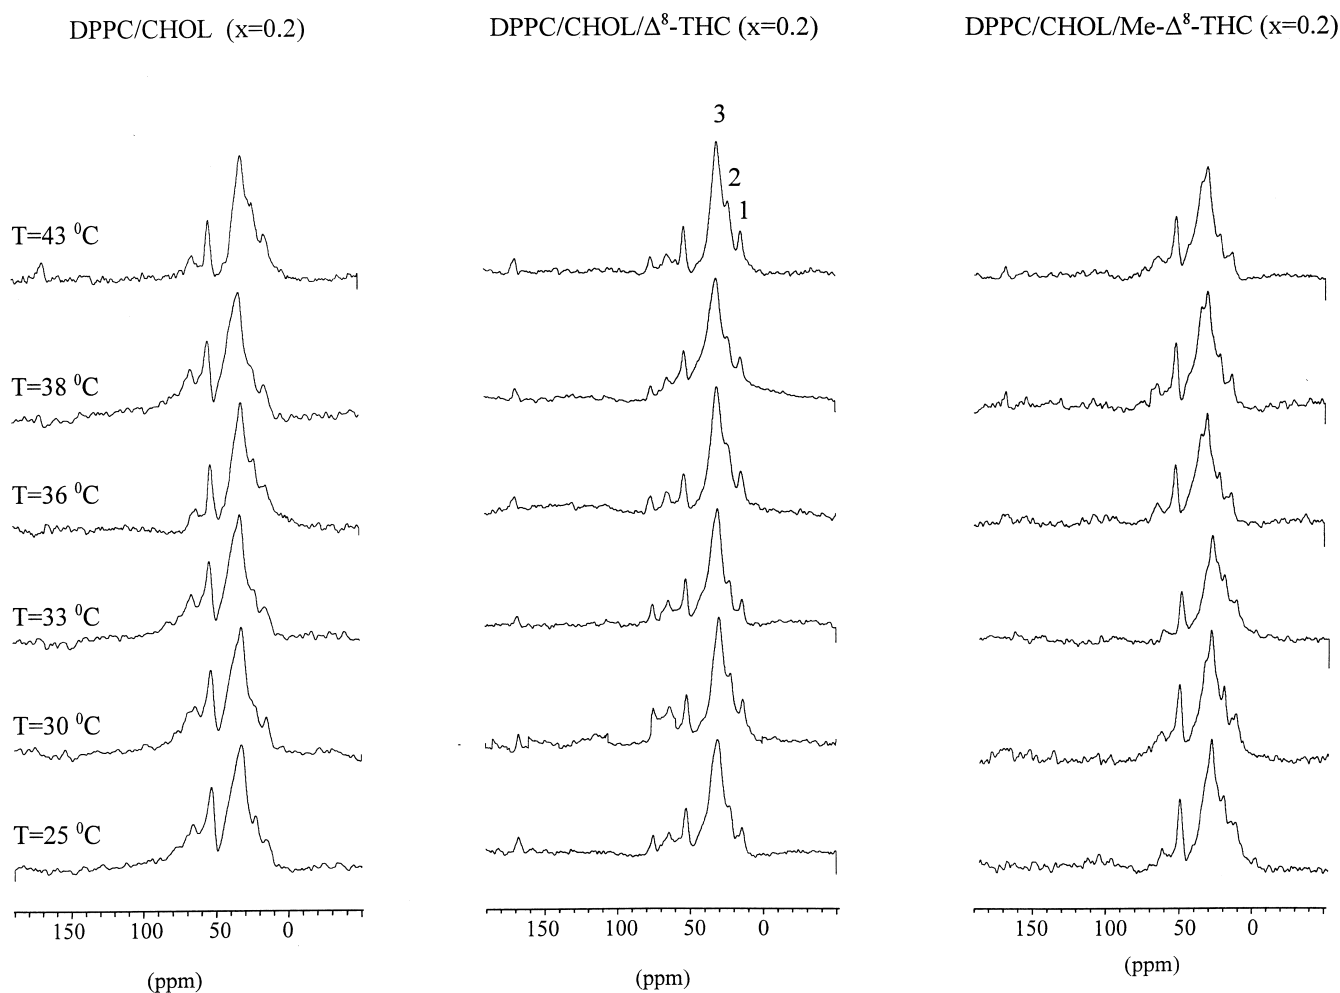 DPPC/CHOL (x=0.2)
DPPC/CHOL/Δ⁸-THC (x=0.2)
DPPC/CHOL/Me-Δ⁸-THC (x=0.2)
3
2
1
T=43 ⁰C
T=38 ⁰C
T=36 ⁰C
T=33 ⁰C
T=30 ⁰C
T=25 ⁰C
150 100 50 0
150 100 50 0
150 100 50 0
(ppm)
(ppm)
(ppm)